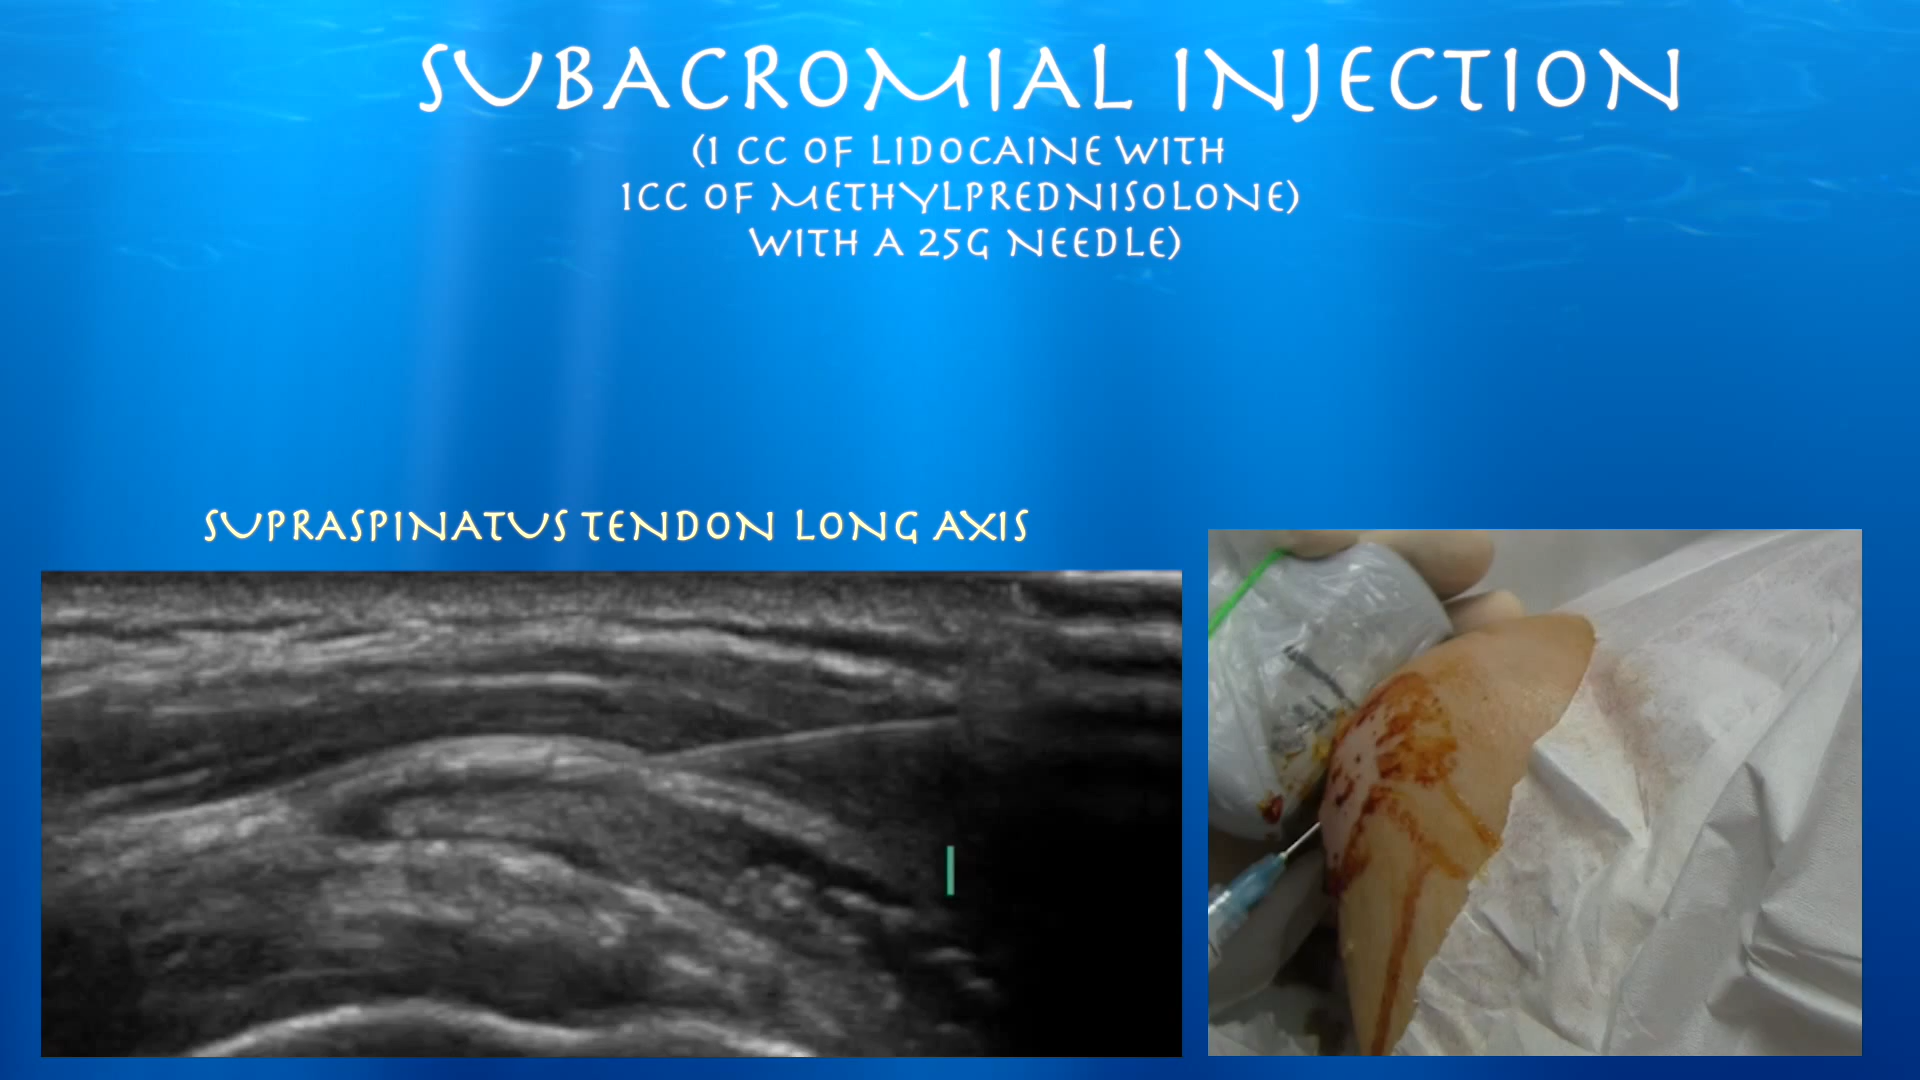 SUBACROMIAL INJECTION
(1 CC OF LIDOCAINE WITH
1CC OF METHYLPREDNISOLONE)
WITH A 25G NEEDLE)
SUPRASPINATUS TENDON LONG AXIS